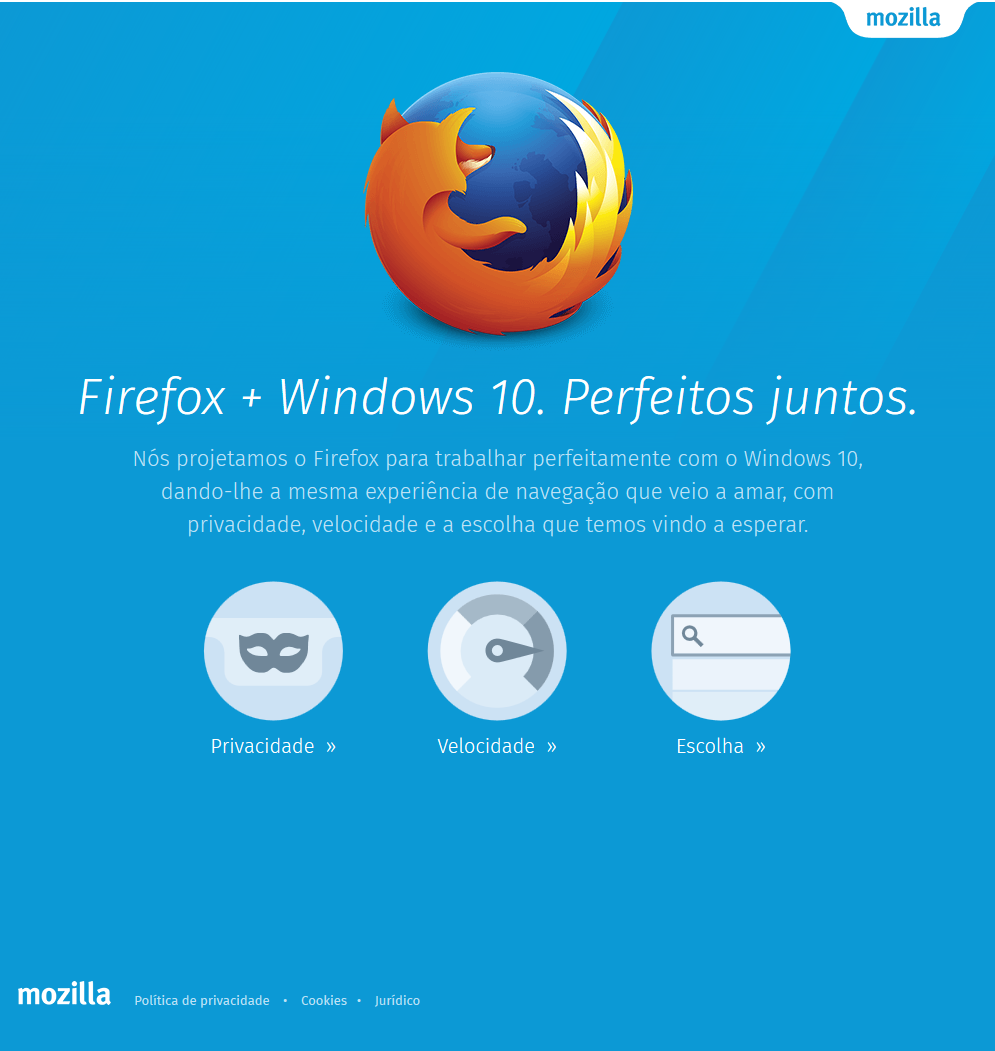 mozilla
Firefox + Windows 10. Perfeitos juntos.
Nós projetamos o Firefox para trabalhar perfeitamente com o Windows 10,
dando-lhe a mesma experiência de navegação que veio a amar, com
privacidade, velocidade e a escolha que temos vindo a esperar.
Privacidade » Velocidade » Escolha »
mozilla Política de privacidade • Cookies • Jurídico